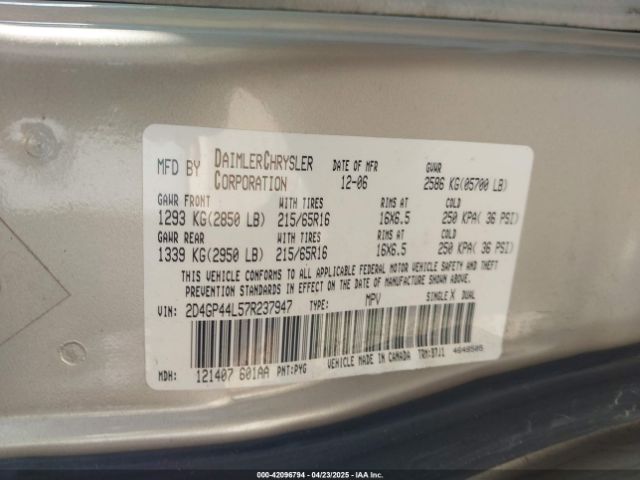 MFD BY DAIMLERCHRYSLER CORPORATION
DATE OF MFR 12-06
GVWR 2586 KG(05700 LB)
GAWR FRONT WITH TIRES RIMS AT COLD
1293 KG(2850 LB) 215/65R16 16X6.5 250 KPA( 36 PSI)
GAWR REAR WITH TIRES RIMS AT COLD
1339 KG(2950 LB) 215/65R16 16X6.5 250 KPA( 36 PSI)
THIS VEHICLE CONFORMS TO ALL APPLICABLE FEDERAL MOTOR VEHICLE SAFETY AND THEFT
PREVENTION STANDARDS IN EFFECT ON THE DATE OF MANUFACTURE SHOWN ABOVE.
VIN: 2D4GP44L57R237947 TYPE: MPV SINGLE X DUAL
VEHICLE MADE IN CANADA TRM:B7J1 4648505
MDH: 121407 601AA PNT:PYG
000-42096794 - 04/23/2025 - IAAI.COM